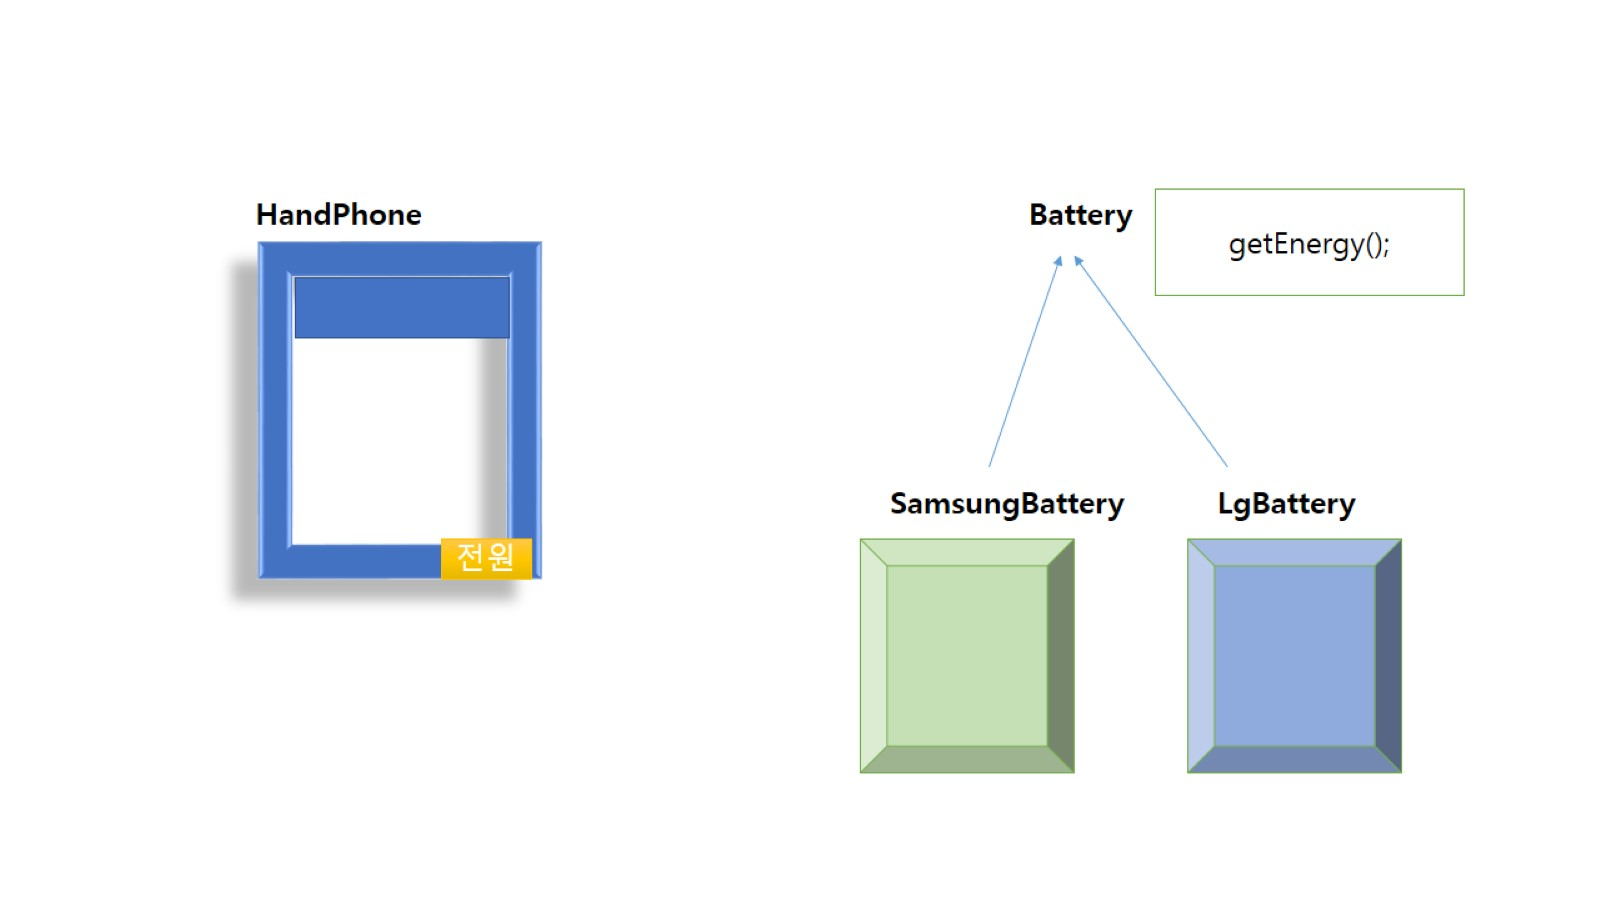 HandPhone
전원
Battery
getEnergy();
SamsungBattery
LgBattery